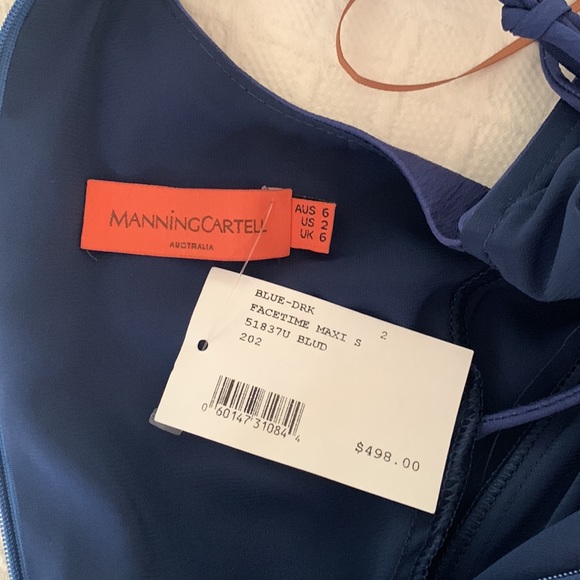 MANNiNGCARTELL
AUSTRALIA
AUS 6
US 2
UK 6
BLUE-DRK
FACETIME MAXI S 2
51837U BLUD
202
0 60147 31084 4
$498.00